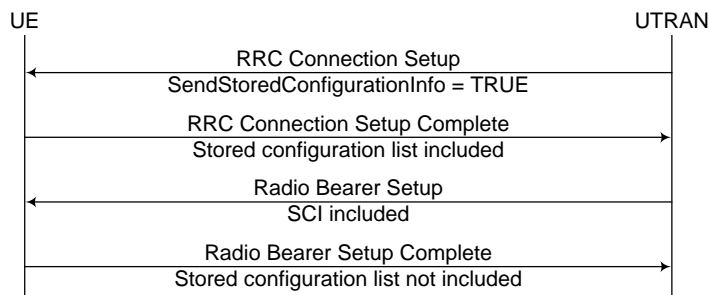 UE
UTRAN
RRC Connection Setup
SendStoredConfigurationInfo = TRUE
RRC Connection Setup Complete
Stored configuration list included
Radio Bearer Setup
SCI included
Radio Bearer Setup Complete
Stored configuration list not included